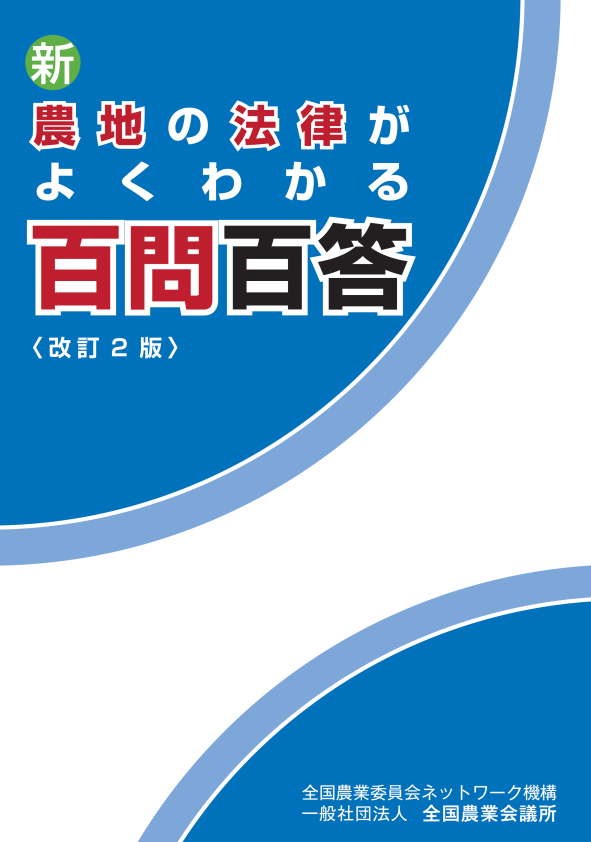 新
農地の法律が
よくわかる
百問百答
〈改訂2版〉
全国農業委員会ネットワーク機構
一般社団法人 全国農業会議所